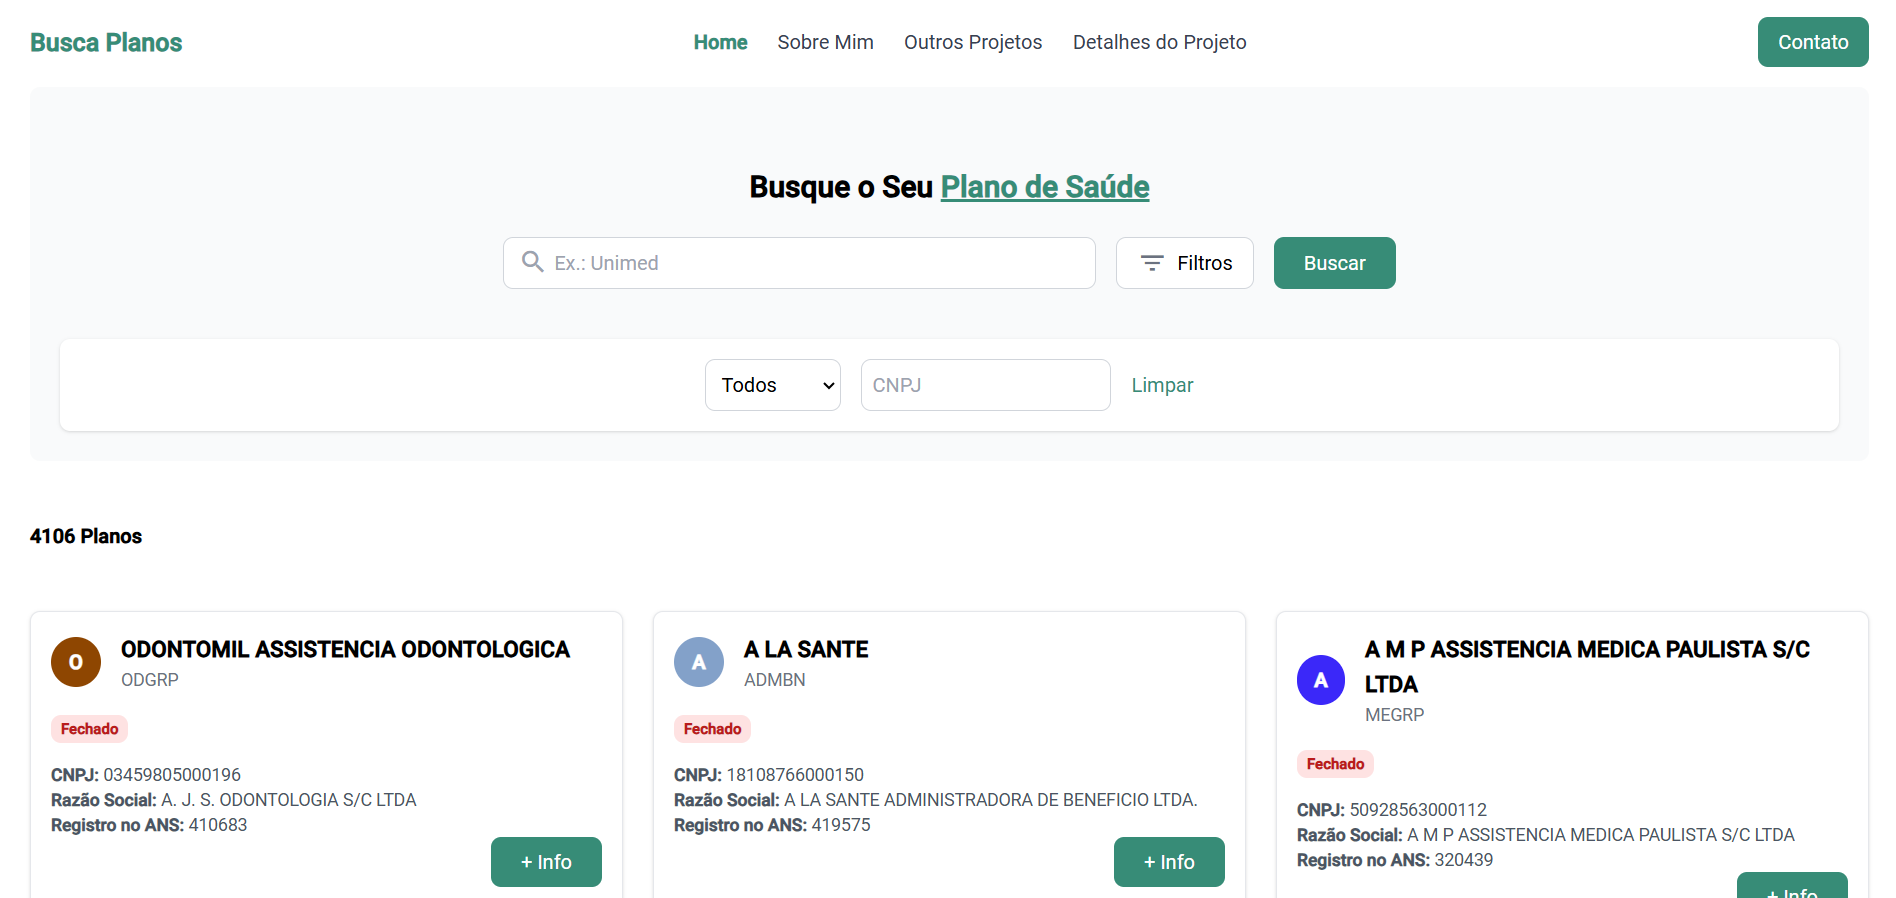 Busca Planos
Home
Sobre Mim
Outros Projetos
Detalhes do Projeto
Contato
Busque o Seu Plano de Saúde
Ex.: Unimed
Filtros
Buscar
Todos
CNPJ
Limpar
4106 Planos
O
ODONTOMIL ASSISTENCIA ODONTOLOGICA
ODGRP
Fechado
CNPJ: 03459805000196
Razão Social: A. J. S. ODONTOLOGIA S/C LTDA
Registro no ANS: 410683
+ Info
A
A LA SANTE
ADMBN
Fechado
CNPJ: 18108766000150
Razão Social: A LA SANTE ADMINISTRADORA DE BENEFICIO LTDA.
Registro no ANS: 419575
+ Info
A
A M P ASSISTENCIA MEDICA PAULISTA S/C
LTDA
MEGRP
Fechado
CNPJ: 50928563000112
Razão Social: A M P ASSISTENCIA MEDICA PAULISTA S/C LTDA
Registro no ANS: 320439
+ Info